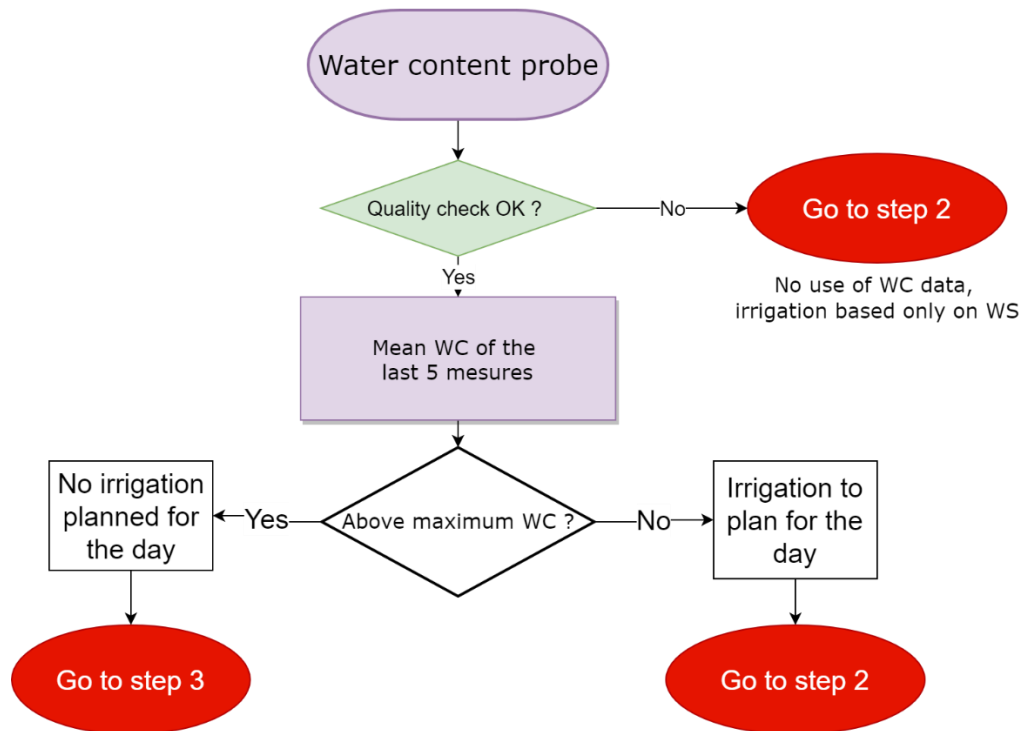 Water content probe
Quality check OK ?
No
Go to step 2
No use of WC data,
irrigation based only on WS
Yes
Mean WC of the
last 5 mesures
Above maximum WC ?
Yes
No irrigation
planned for
the day
Go to step 3
No
Irrigation to
plan for the
day
Go to step 2